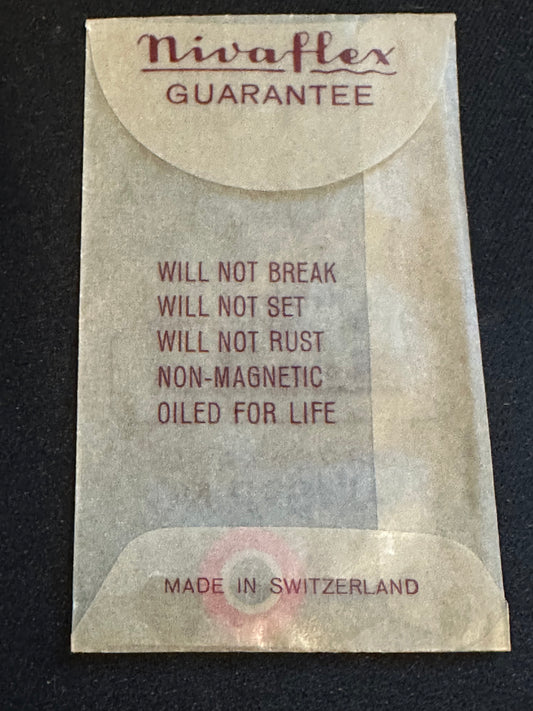 Nivaflex
GUARANTEE
WILL NOT BREAK
WILL NOT SET
WILL NOT RUST
NON-MAGNETIC
OILED FOR LIFE
MADE IN SWITZERLAND